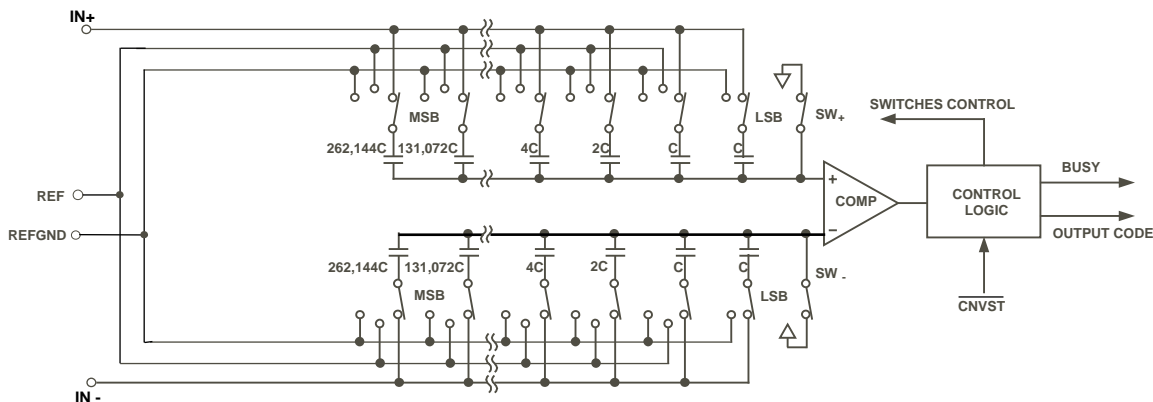 IN+
MSB
LSB
SW+
SWITCHES CONTROL
262,144C 131,072C 4C 2C C C
REF
COMP
+
−
CONTROL
LOGIC
BUSY
REFGND
OUTPUT CODE
262,144C 131,072C 4C 2C C C
SW -
MSB
LSB
CNVST
IN -